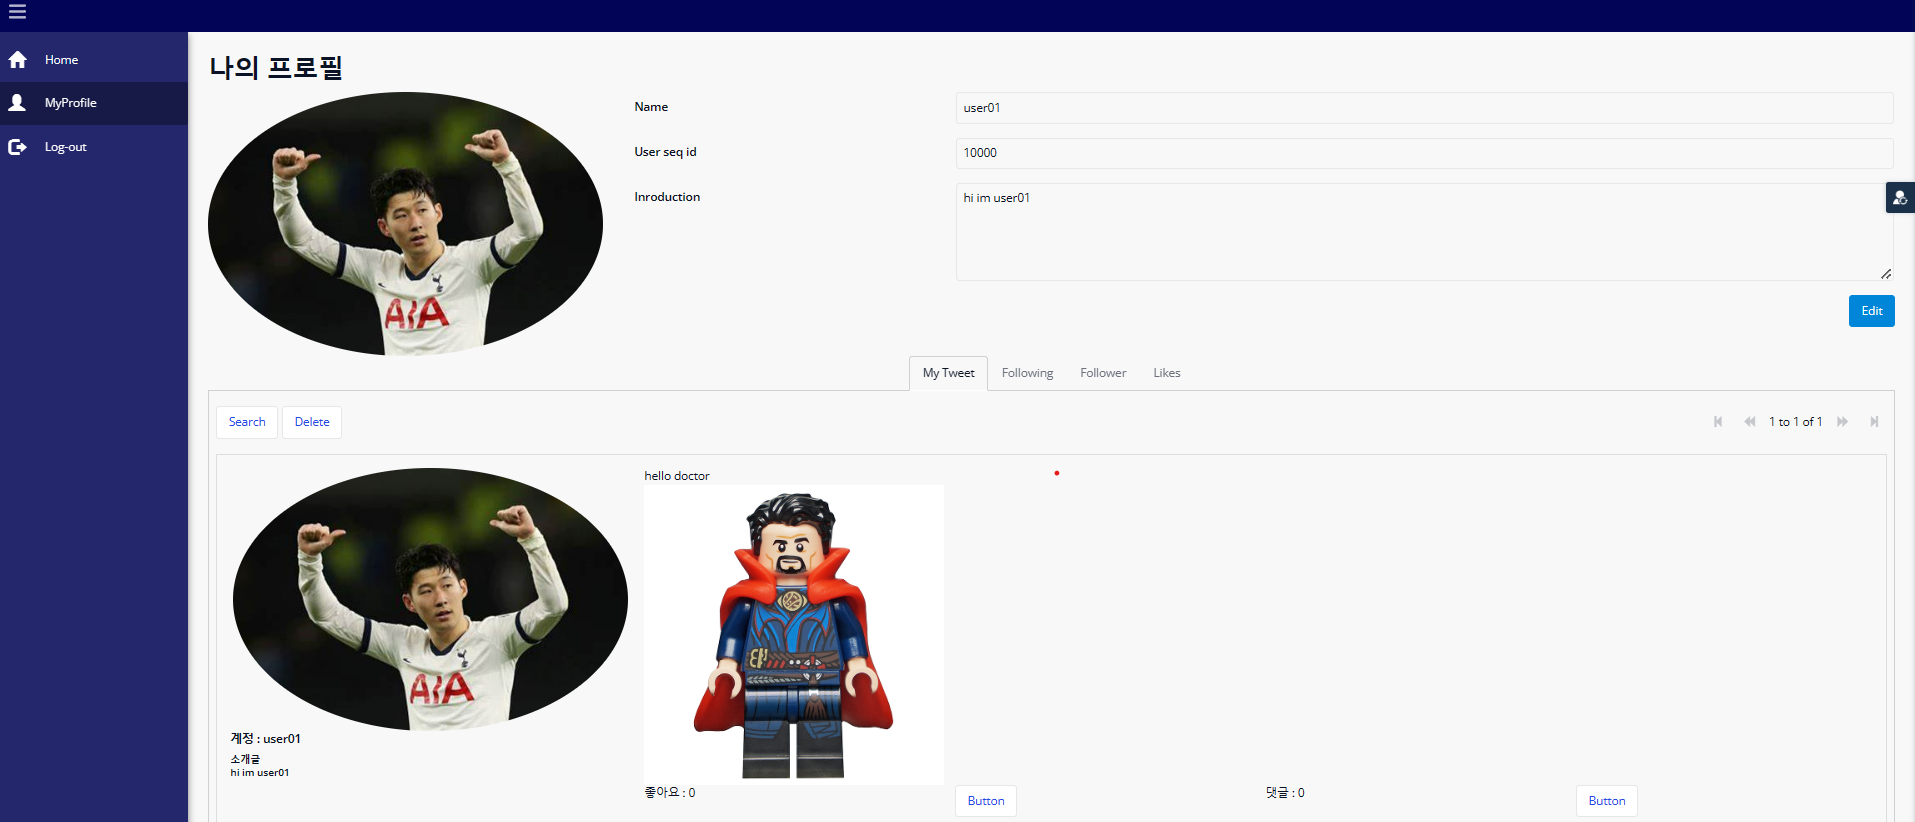 Home
MyProfile
Log-out
나의 프로필
AIA
Name
user01
User seq id
10000
Inroduction
hi im user01
Edit
My Tweet
Following
Follower
Likes
Search
Delete
1 to 1 of 1
AIA
계정 : user01
소개글
hi im user01
hello doctor
좋아요 : 0
Button
댓글 : 0
Button